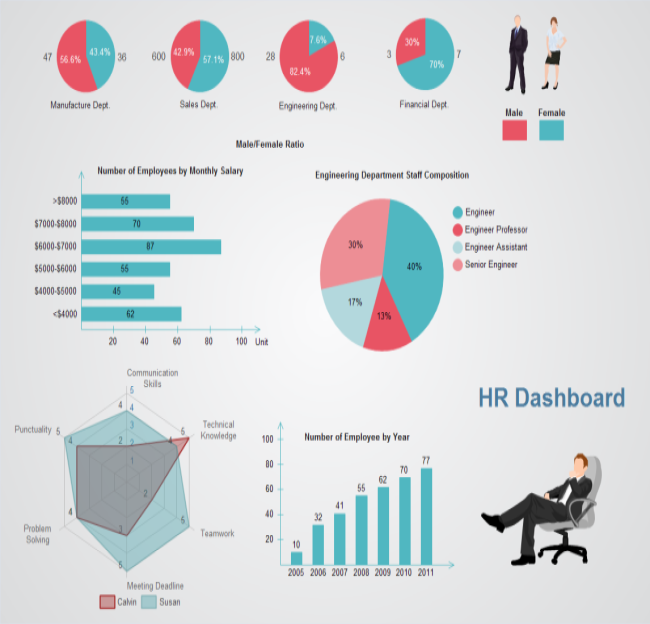 47 56.6% 43.4% 36
Manufacture Dept.
600 42.9% 57.1% 800
Sales Dept.
28 7.6% 82.4% 6
Engineering Dept.
3 30% 70% 7
Financial Dept.
Male Female
Male/Female Ratio
Number of Employees by Monthly Salary
>$8000 55
$7000-$8000 70
$6000-$7000 87
$5000-$6000 55
$4000-$5000 45
<$4000 62
20 40 60 80 100 Unit
Engineering Department Staff Composition
30% 40% 17% 13%
Engineer
Engineer Professor
Engineer Assistant
Senior Engineer
HR Dashboard
Communication
Skills
5
4 4
3
2 2
1
Punctuality 5 4
Technical
Knowledge
5
4
2
Problem
Solving
4
Teamwork
5
3
5
Meeting Deadline
Calvin Susan
Number of Employee by Year
100
80
60
40
20
10 32 41 55 62 70 77
2005 2006 2007 2008 2009 2010 2011